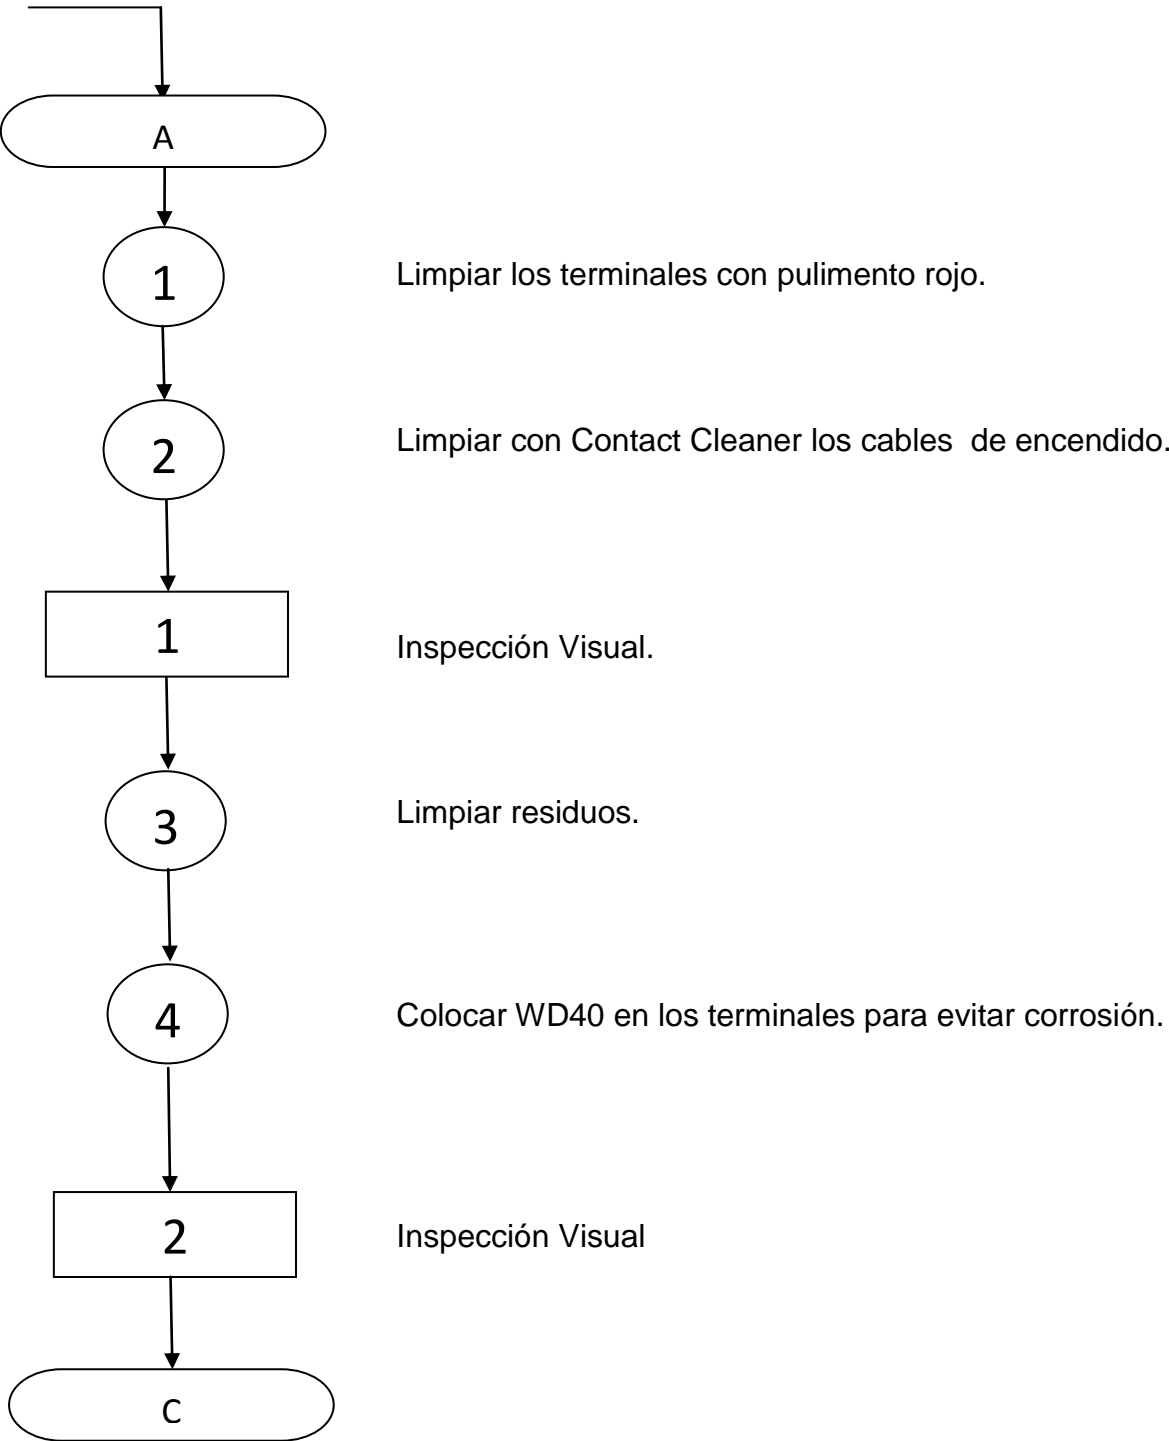 A
1
Limpiar los terminales con pulimento rojo.
2
Limpiar con Contact Cleaner los cables  de encendido.
1
Inspección Visual.
3
Limpiar residuos.
4
Colocar WD40 en los terminales para evitar corrosión.
2
Inspección Visual
C